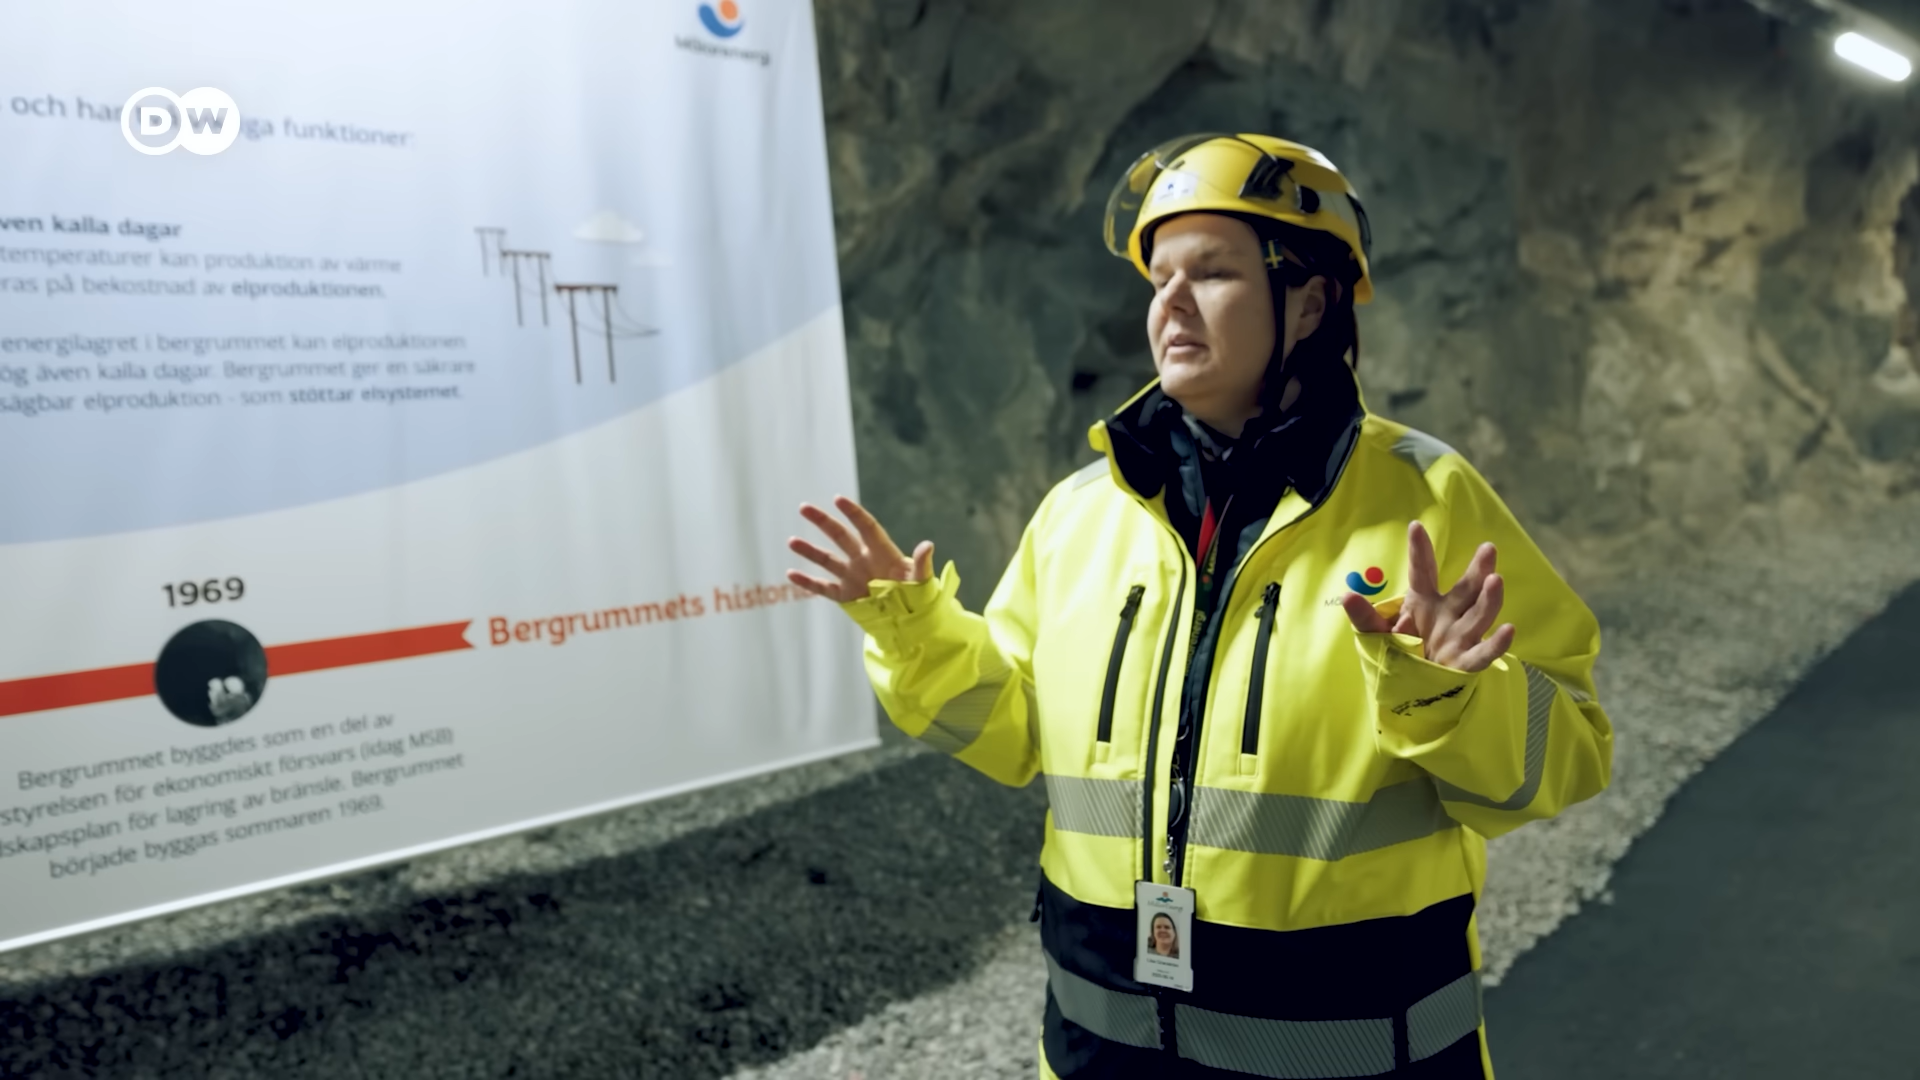 Mälarenergi
och har
ga funktioner:
DW
ven kalla dagar
temperaturer kan produktion av värme
ras på bekostnad av elproduktionen.
energilagret i bergrummet kan elproduktionen
ög även kalla dagar. Bergrummet ger en säkrare
sägbar elproduktion - som stöttar elsystemet.
1969
Bergrummets histori
Bergrummet byggdes som en del av
styrelsen för ekonomiskt försvars (idag MSB)
skapsplan för lagring av bränsle. Bergrummet
började byggas sommaren 1969.